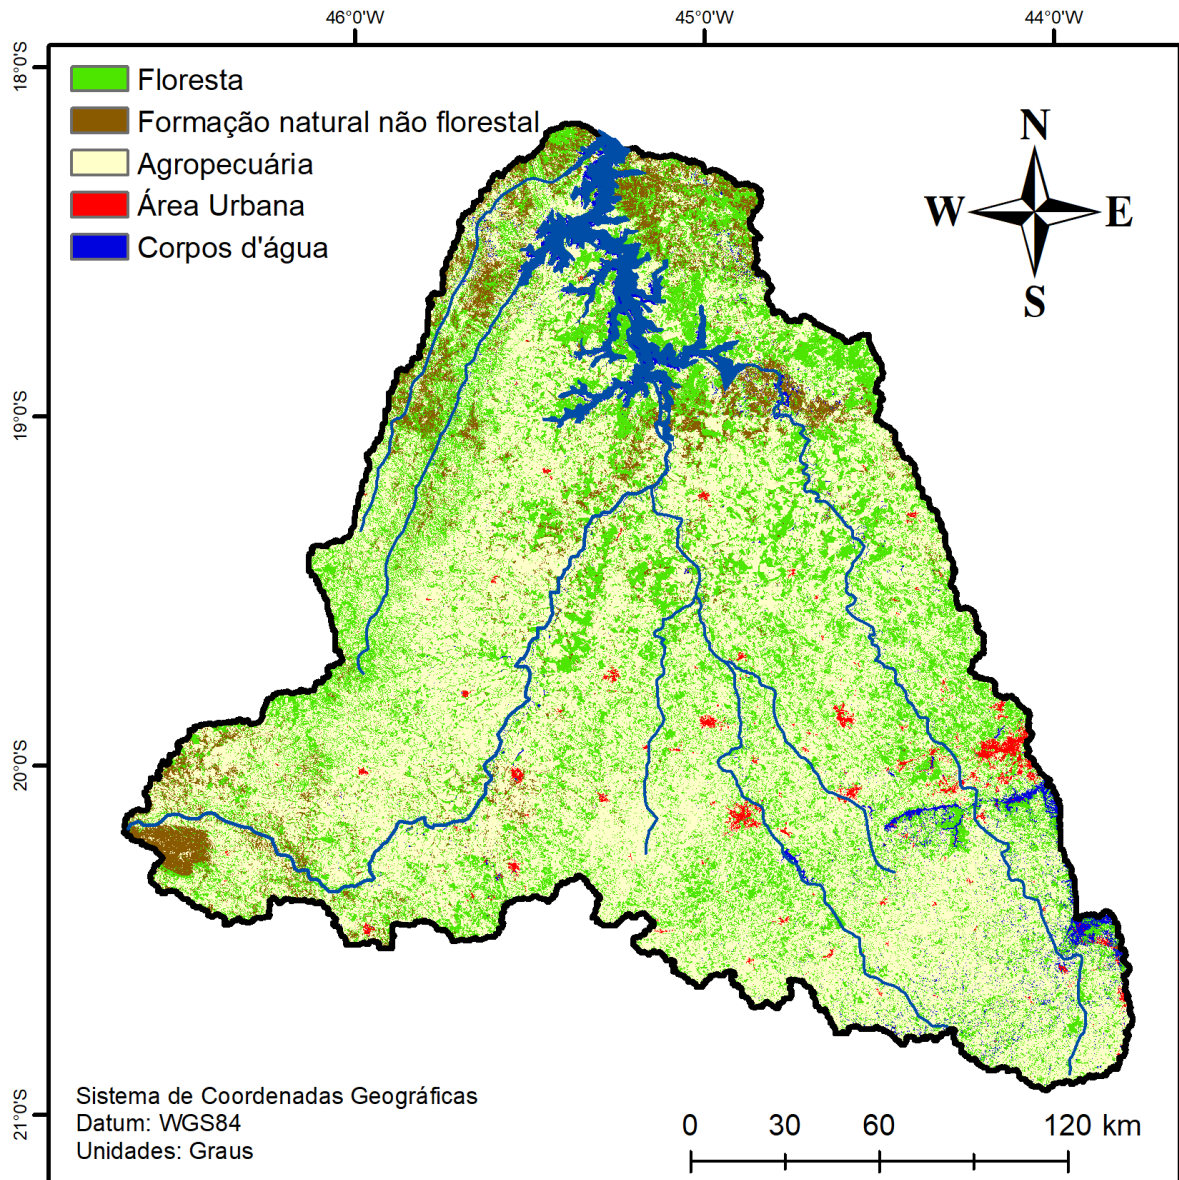 46°0'W 45°0'W 44°0'W
18°0'S
19°0'S
20°0'S
21°0'S
Floresta
Formação natural não florestal
Agropecuária
Área Urbana
Corpos d'água
N
W E
S
Sistema de Coordenadas Geográficas
Datum: WGS84
Unidades: Graus
0 30 60 120 km